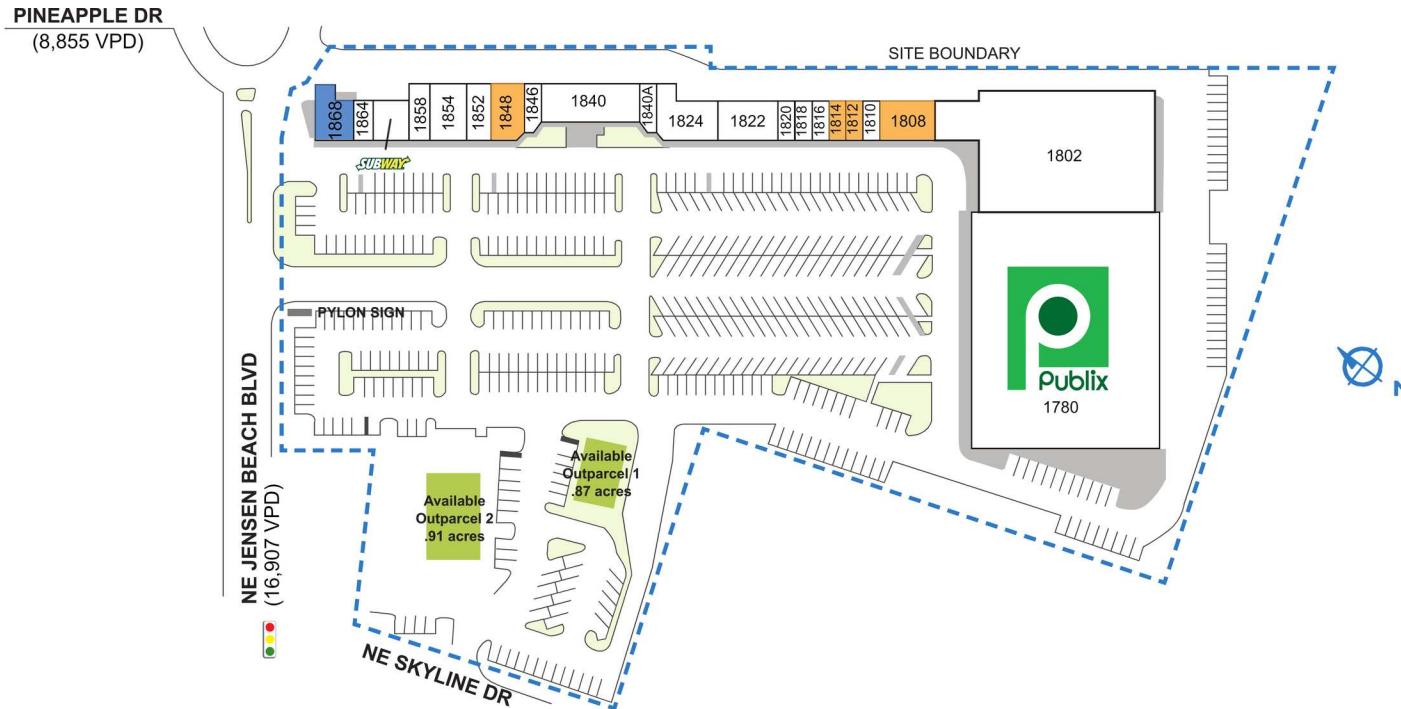 PINEAPPLE DR
(8,855 VPD)
SITE BOUNDARY
1868
1864
1858
1854
1852
1848
1846
1840
1840A
1824
1822
1820
1818
1816
1814
1812
1810
1808
1802
SUBWAY
PYLON SIGN
Publix
1780
N
NE JENSEN BEACH BLVD
(16,907 VPD)
Available
Outparcel 1
.87 acres
Available
Outparcel 2
.91 acres
NE SKYLINE DR